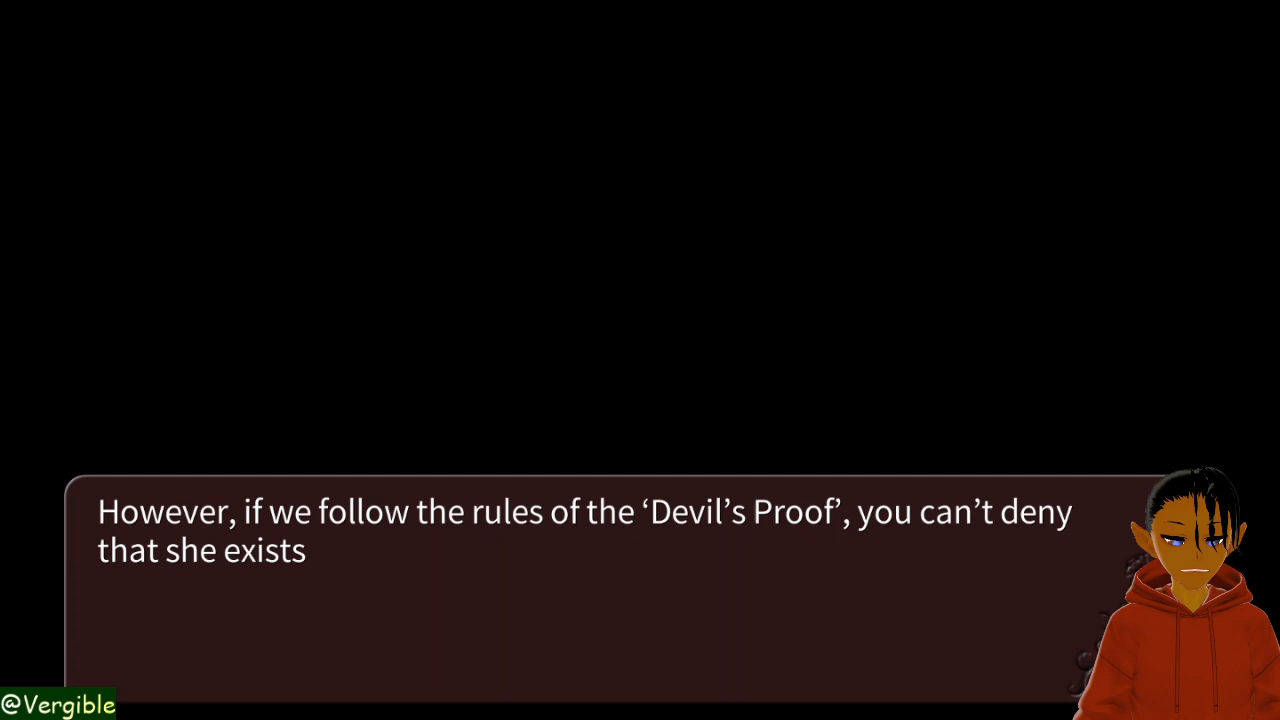 However, if we follow the rules of the ‘Devil’s Proof’, you can’t deny
that she exists
@Vergible